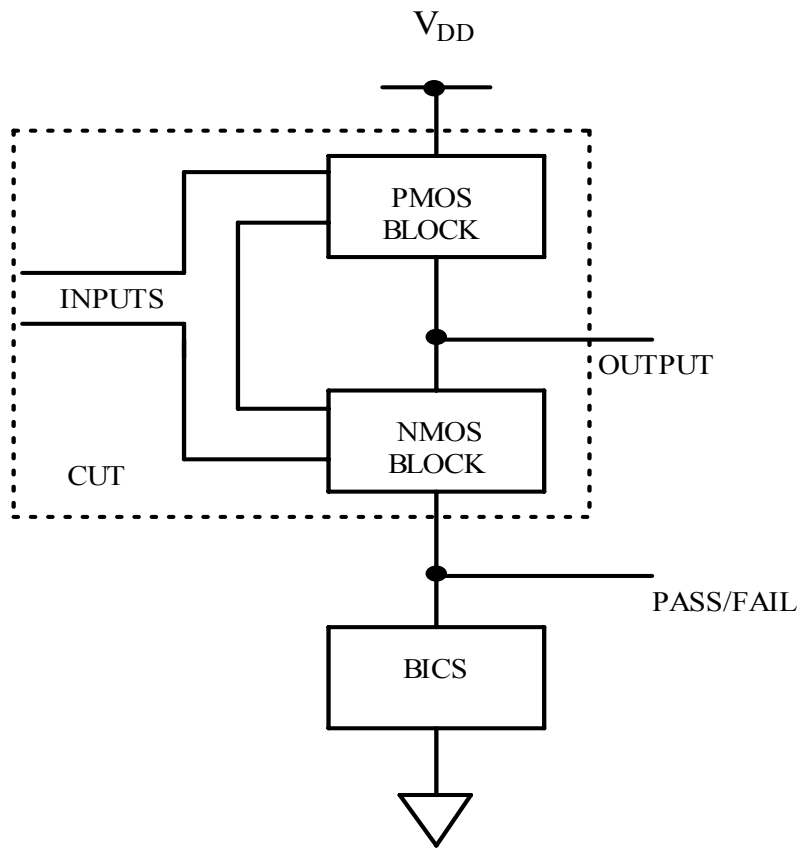 VDD
PMOS
BLOCK
INPUTS
OUTPUT
NMOS
BLOCK
CUT
PASS/FAIL
BICS